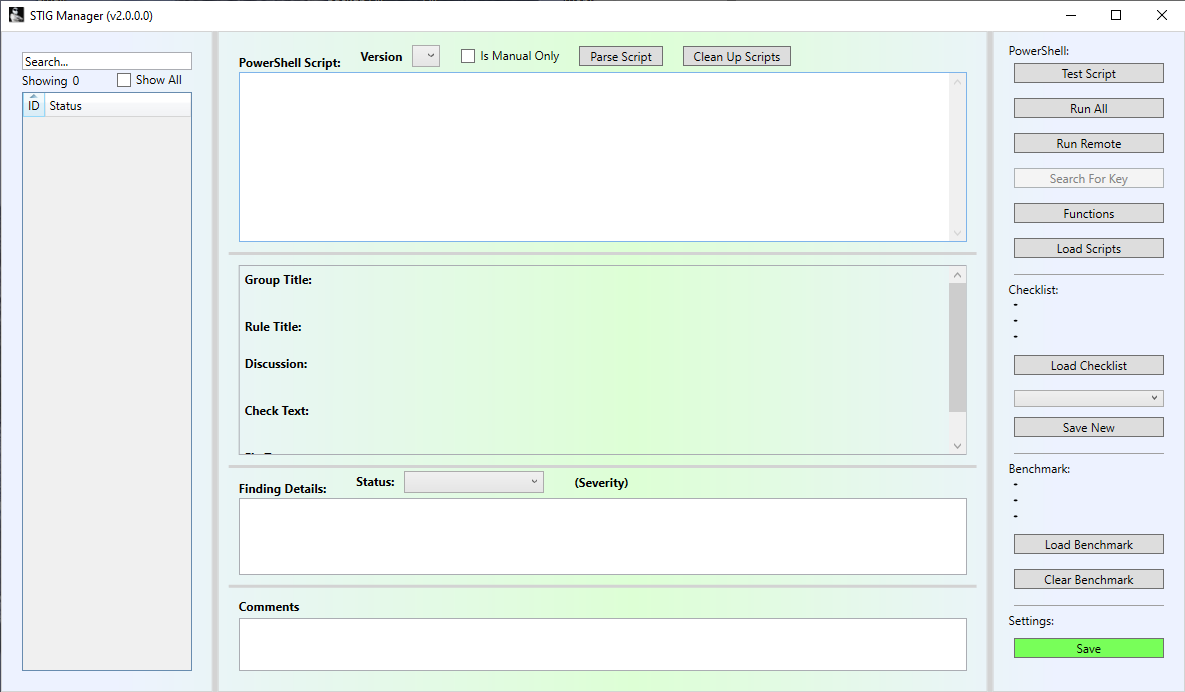 STIG Manager (v2.0.0.0)
Search...
Showing 0
Show All
ID Status
PowerShell Script:
Version
Is Manual Only
Parse Script
Clean Up Scripts
Group Title:
Rule Title:
Discussion:
Check Text:
Finding Details:
Status:
(Severity)
Comments
PowerShell:
Test Script
Run All
Run Remote
Search For Key
Functions
Load Scripts
Checklist:
-
-
-
Load Checklist
Save New
Benchmark:
-
-
-
Load Benchmark
Clear Benchmark
Settings:
Save